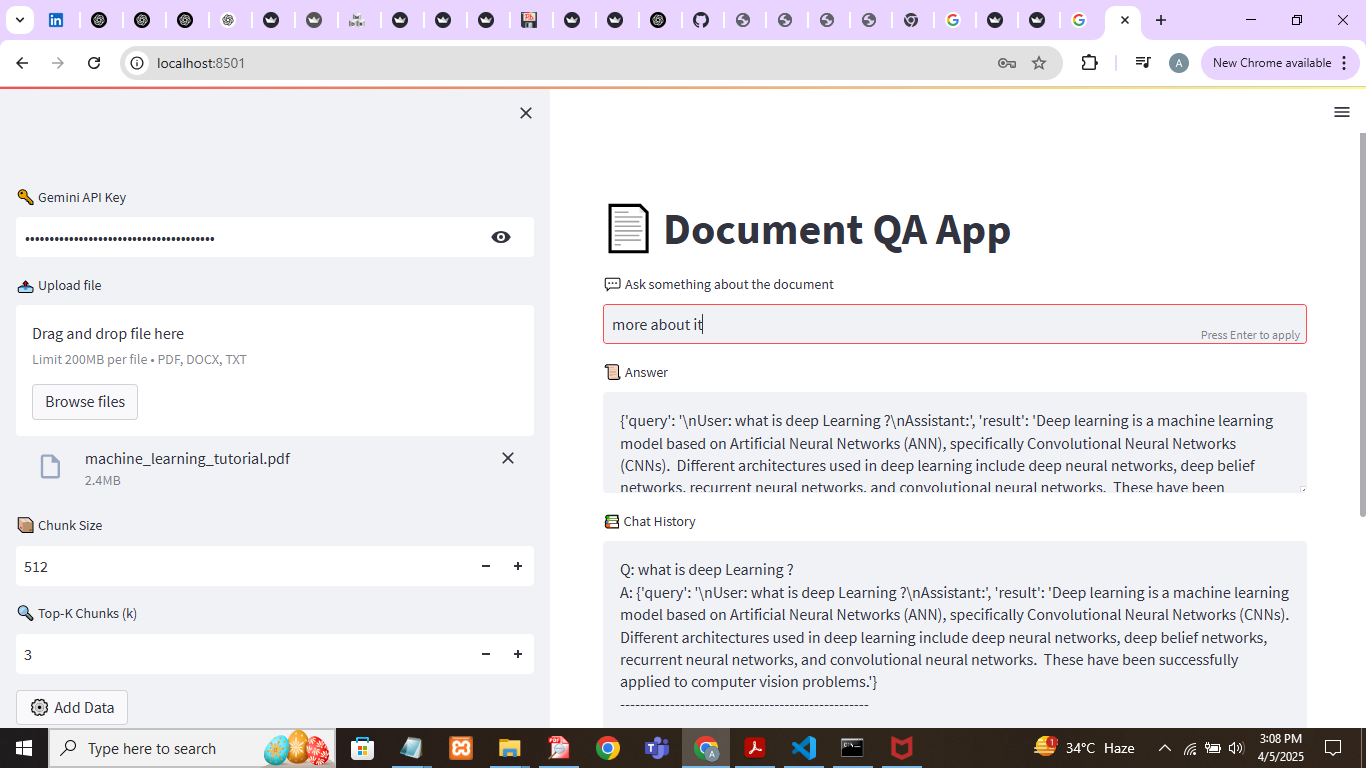 localhost:8501
A
New Chrome available
Gemini API Key
••••••••••••••••••••••••••••••••••••••
Upload file
Drag and drop file here
Limit 200MB per file • PDF, DOCX, TXT
Browse files
machine_learning_tutorial.pdf
2.4MB
Chunk Size
512
Top-K Chunks (k)
3
Add Data
Document QA App
Ask something about the document
more about it
Press Enter to apply
Answer
{'query': '\nUser: what is deep Learning ?\nAssistant:', 'result': 'Deep learning is a machine learning
model based on Artificial Neural Networks (ANN), specifically Convolutional Neural Networks
(CNNs).  Different architectures used in deep learning include deep neural networks, deep belief
networks, recurrent neural networks, and convolutional neural networks.  These have been
Chat History
Q: what is deep Learning ?
A: {'query': '\nUser: what is deep Learning ?\nAssistant:', 'result': 'Deep learning is a machine learning
model based on Artificial Neural Networks (ANN), specifically Convolutional Neural Networks (CNNs).
Different architectures used in deep learning include deep neural networks, deep belief networks,
recurrent neural networks, and convolutional neural networks.  These have been successfully
applied to computer vision problems.'}
--------------------------------------------------
Type here to search
34°C Haze
3:08 PM
4/5/2025